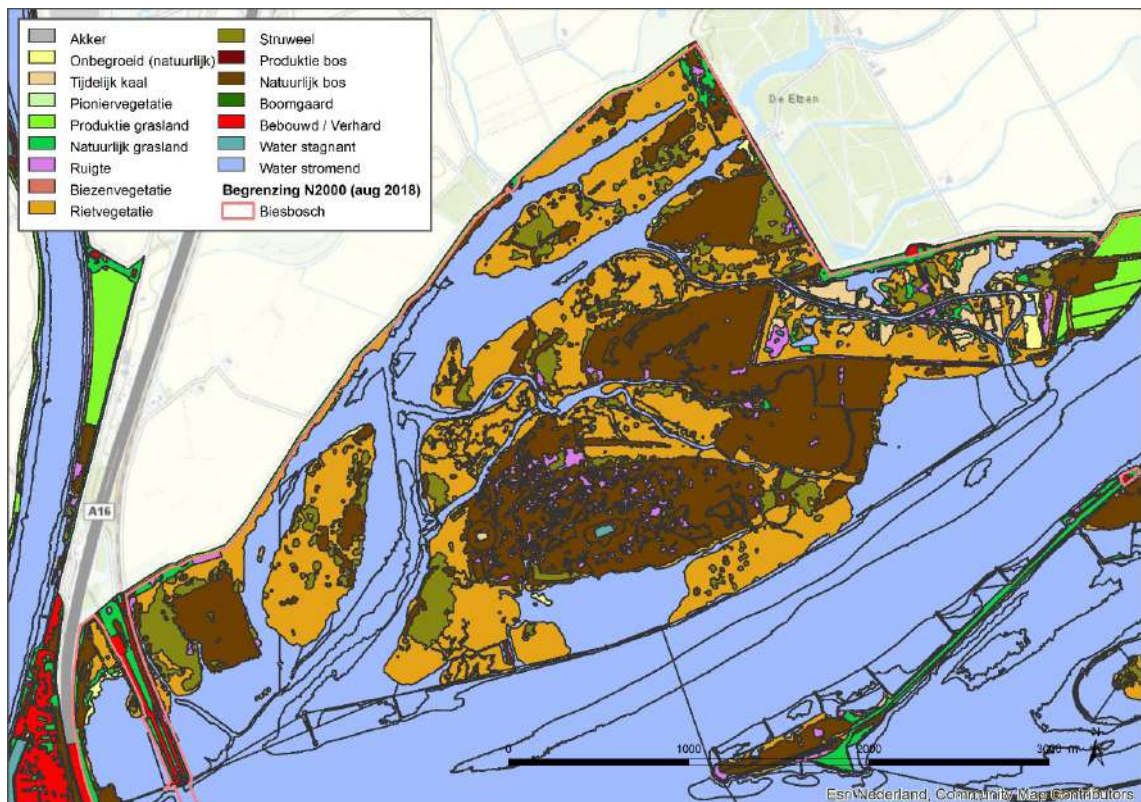 Akker
Onbegroeid (natuurlijk)
Tijdelijk kaal
Pioniervegetatie
Produktie grasland
Natuurlijk grasland
Ruigte
Biezenvegetatie
Rietvegetatie
Struweel
Produktie bos
Natuurlijk bos
Boomgaard
Bebouwd / Verhard
Water stagnant
Water stromend
Begrenzing N2000 (aug 2018)
Biesbosch
De Elzen
A16
0 1000 2000 3000 m
N
Esri Nederland, Community Map Contributors